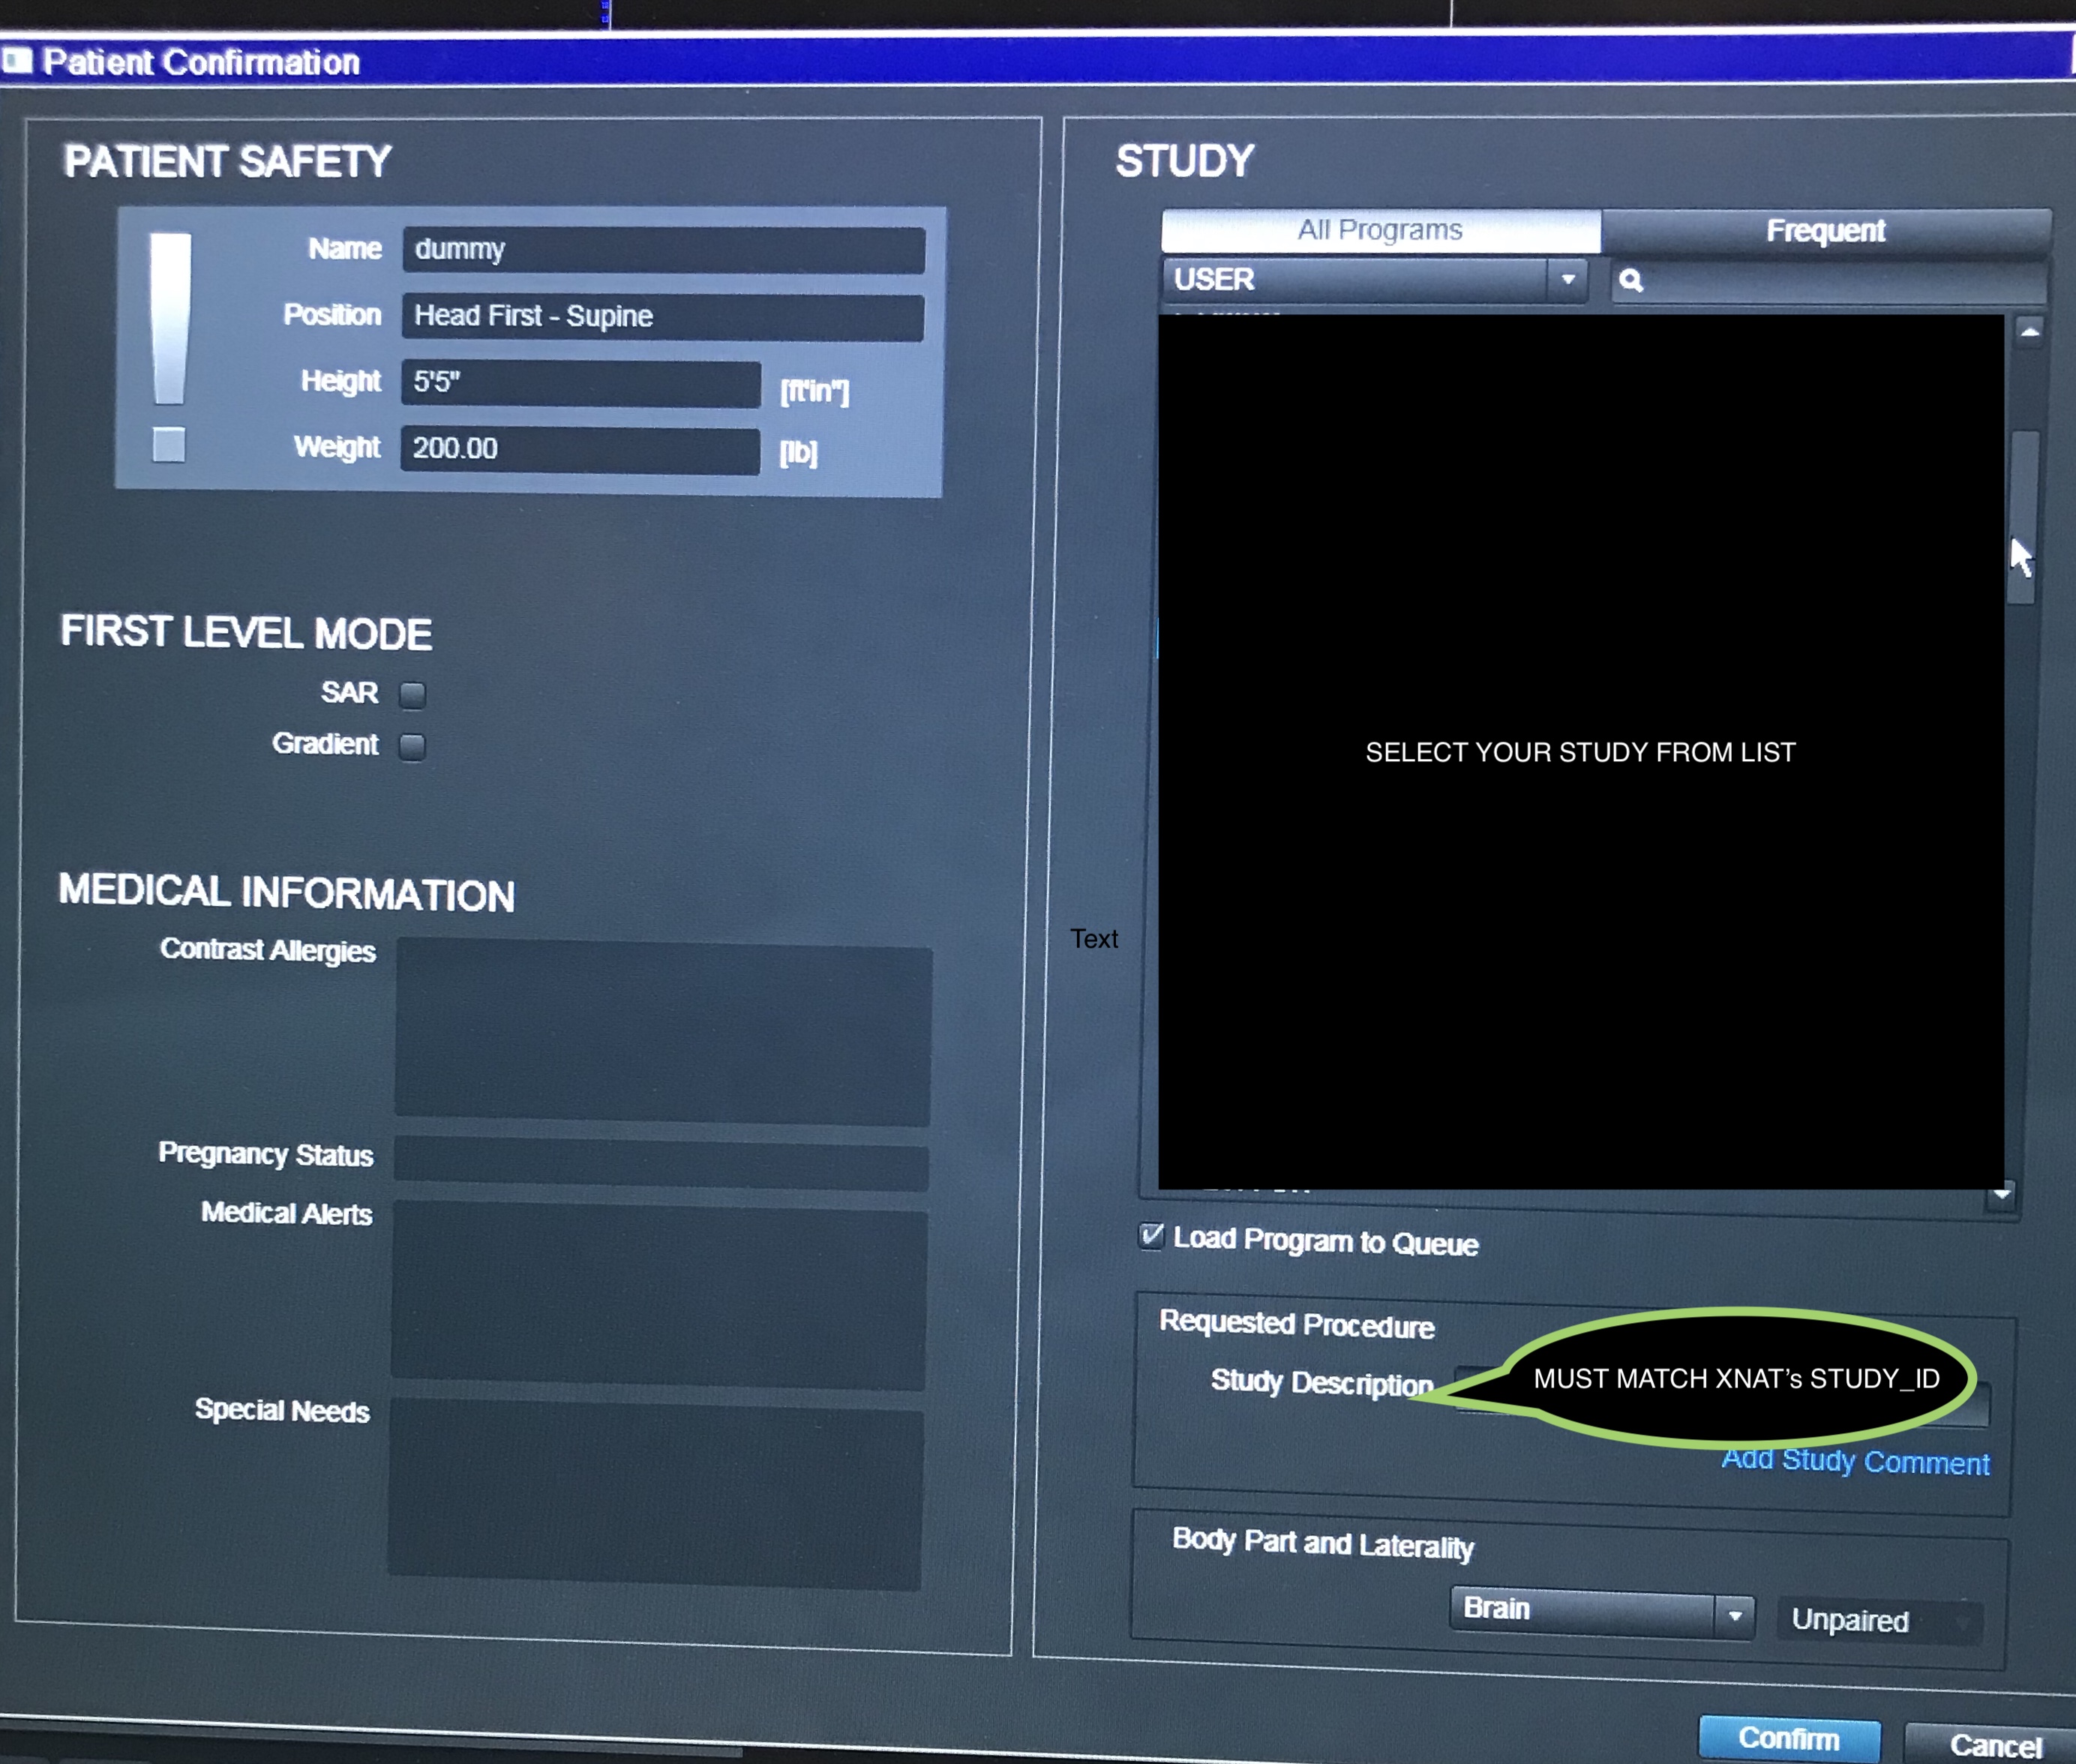 Patient Confirmation
PATIENT SAFETY
Name dummy
Position Head First - Supine
Height 5'5" [ft'in"]
Weight 200.00 [lb]
FIRST LEVEL MODE
SAR
Gradient
MEDICAL INFORMATION
Contrast Allergies
Pregnancy Status
Medical Alerts
Special Needs
STUDY
All Programs Frequent
USER
SELECT YOUR STUDY FROM LIST
Text
Load Program to Queue
Requested Procedure
Study Description MUST MATCH XNAT's STUDY_ID
Add Study Comment
Body Part and Laterality
Brain Unpaired
Confirm Cancel